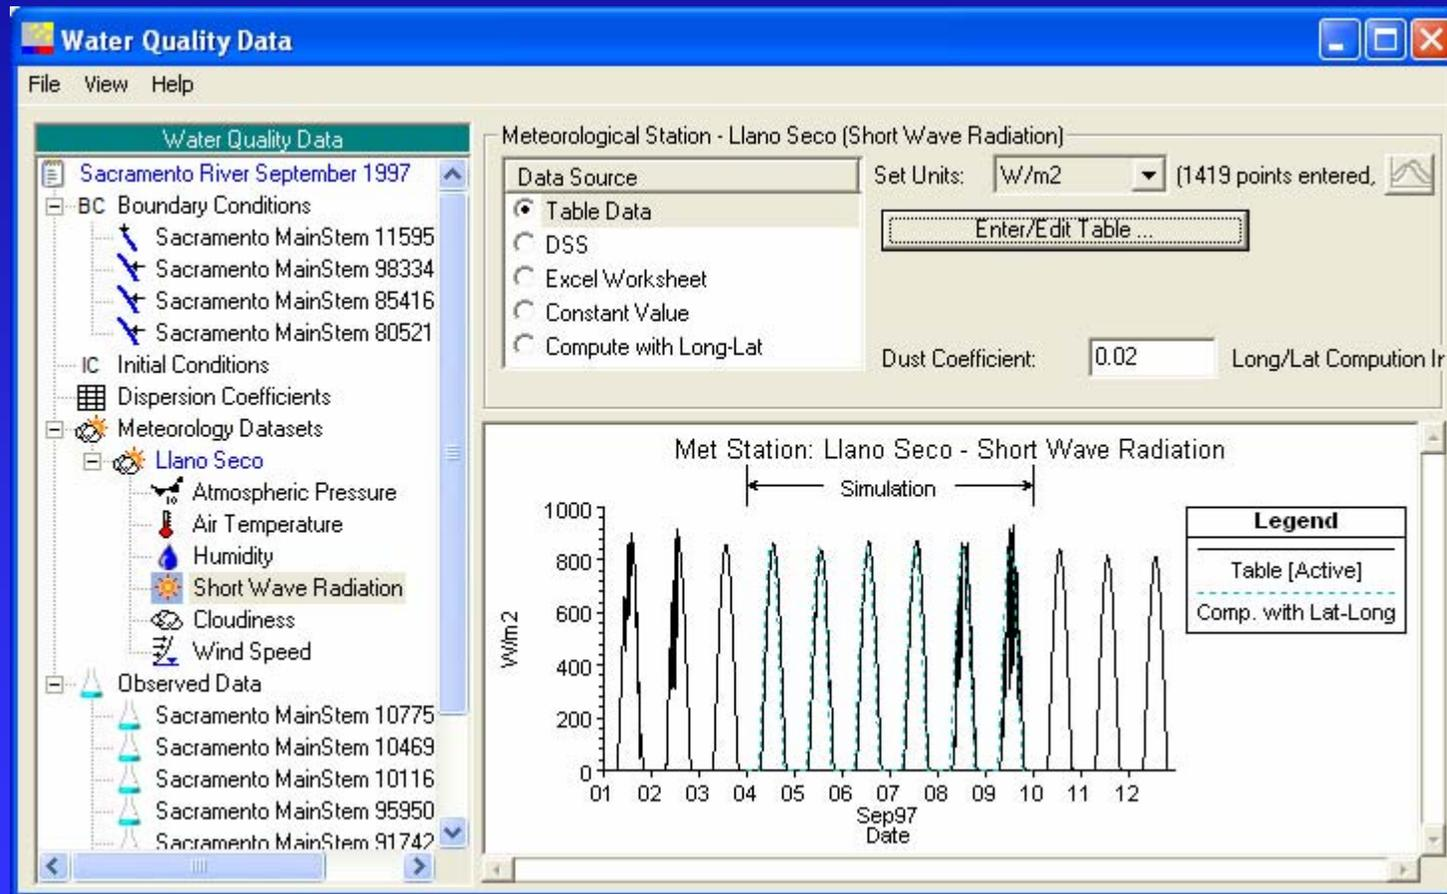 Water Quality Data
File View Help
Water Quality Data
Sacramento River September 1997
BC Boundary Conditions
Sacramento MainStem 11595
Sacramento MainStem 98334
Sacramento MainStem 85416
Sacramento MainStem 80521
IC Initial Conditions
Dispersion Coefficients
Meteorology Datasets
Llano Seco
10 Atmospheric Pressure
Air Temperature
Humidity
Short Wave Radiation
Cloudiness
Wind Speed
Observed Data
Sacramento MainStem 10775
Sacramento MainStem 10469
Sacramento MainStem 10116
Sacramento MainStem 95950
Sacramento MainStem 91742
Meteorological Station - Llano Seco (Short Wave Radiation)
Data Source
Table Data
DSS
Excel Worksheet
Constant Value
Compute with Long-Lat
Set Units: W/m2 (1419 points entered,
Enter/Edit Table ...
Dust Coefficient: 0.02 Long/Lat Compution Ir
Met Station: Llano Seco - Short Wave Radiation
Simulation
1000
800
600
400
200
0
W/m2
01 02 03 04 05 06 07 08 09 10 11 12
Sep97
Date
Legend
Table [Active]
Comp. with Lat-Long